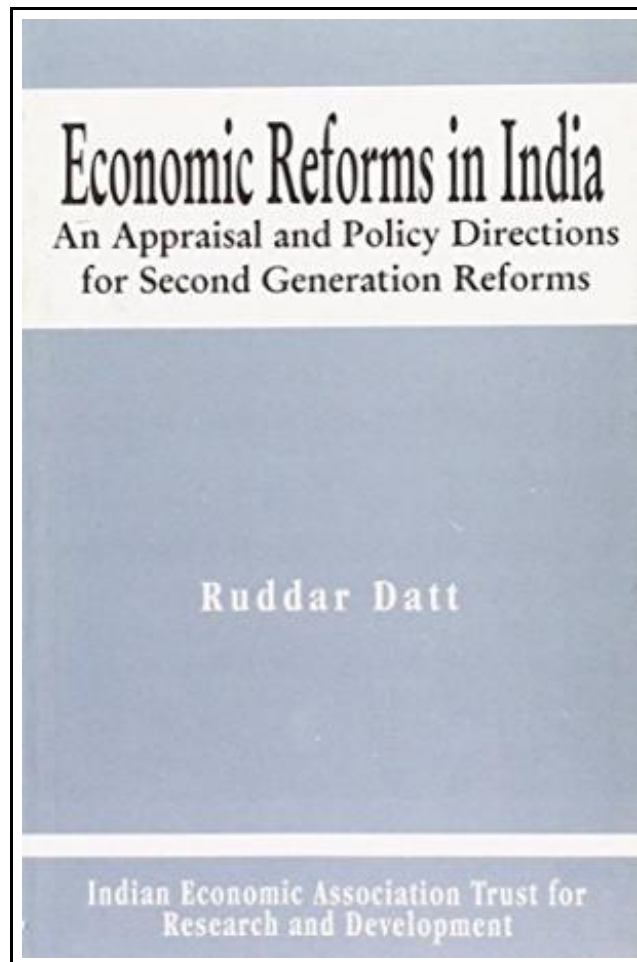 Economic Reforms in India
An Appraisal and Policy Directions
for Second Generation Reforms
Ruddar Datt
Indian Economic Association Trust for
Research and Development